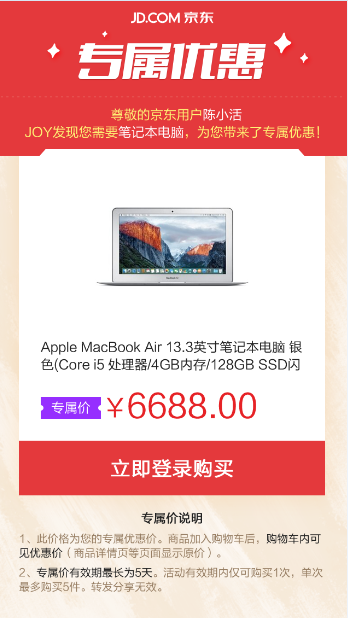 JD.COM 京东
专属优惠
尊敬的京东用户陈小活
JOY发现您需要笔记本电脑，为您带来了专属优惠！
Apple MacBook Air 13.3英寸笔记本电脑 银
色(Core i5 处理器/4GB内存/128GB SSD闪
专属价 ¥6688.00
立即登录购买
专属价说明
1、此价格为您的专属优惠价。商品加入购物车后，购物车内可
见优惠价（商品详情页等页面显示原价）。
2、专属价有效期最长为5天。活动有效期内仅可购买1次，单次
最多购买5件。转发分享无效。